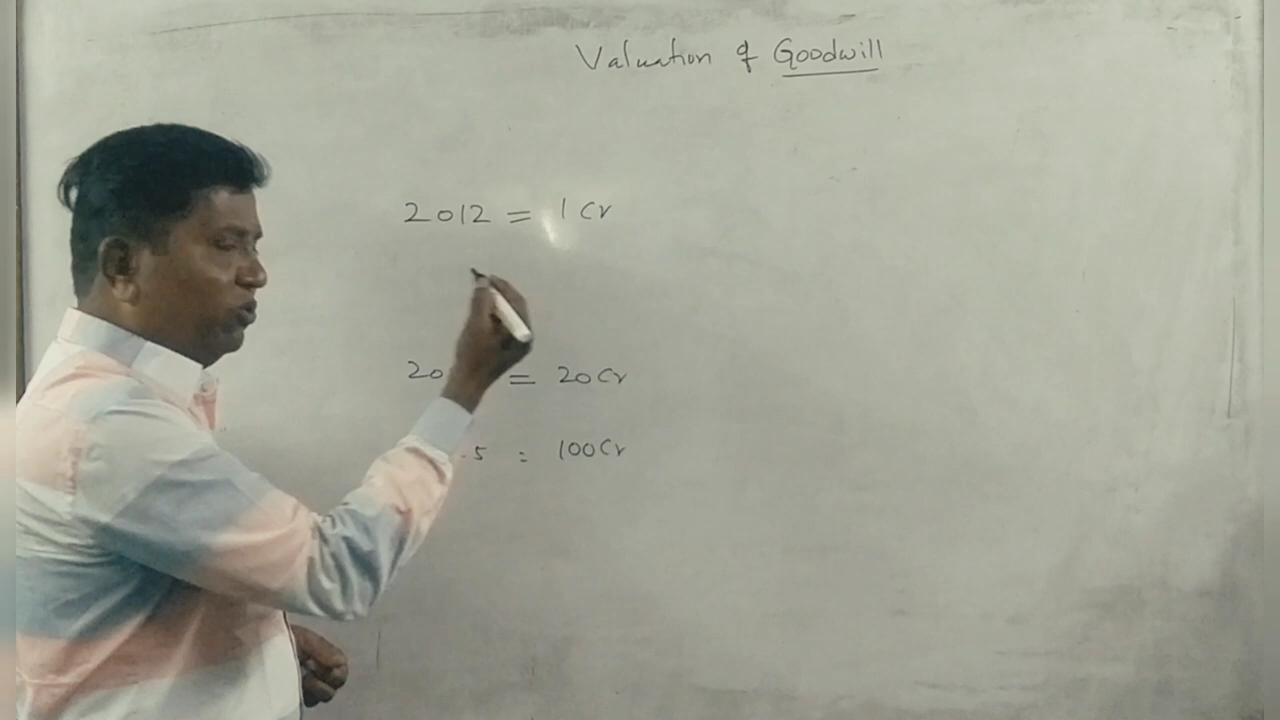 Valuation of Goodwill
2012 = 1 Cr
20 = 20 Cr
5 : 100 Cr